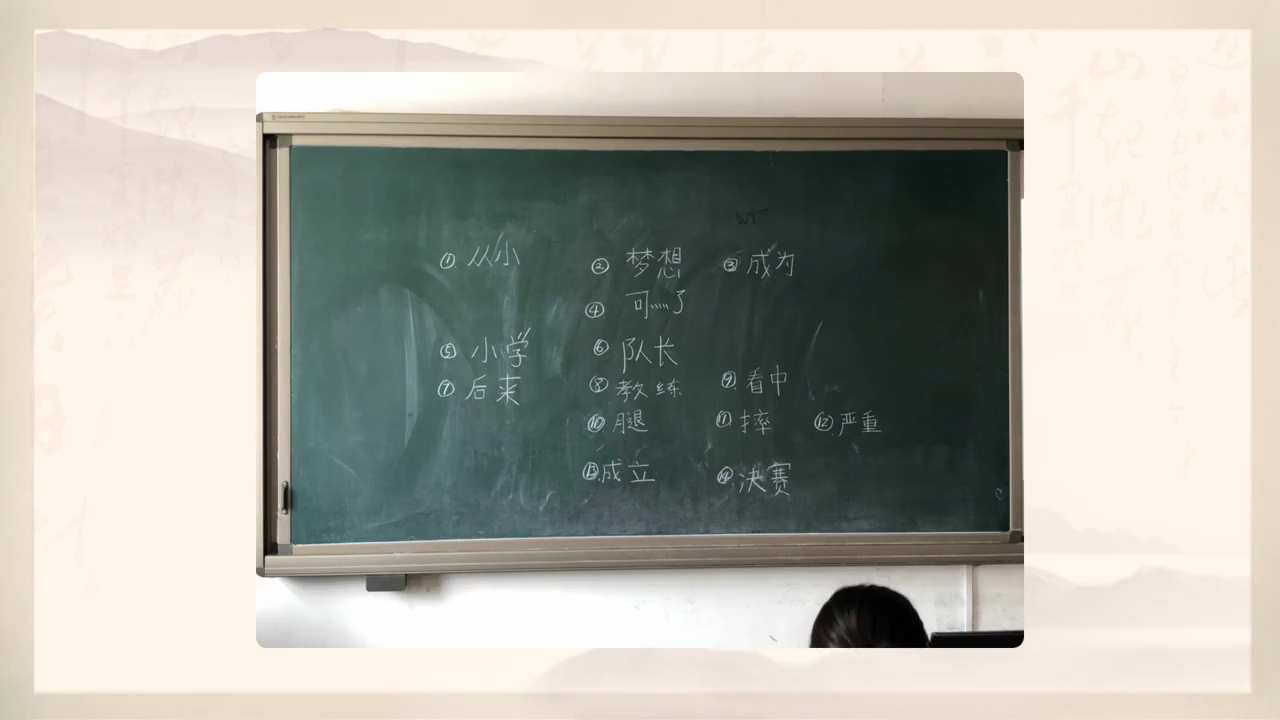 ①从小 ②梦想 ③成为
④可……了
⑤小学 ⑥队长
⑦后来 ⑧教练 ⑨看中
⑩腿 ⑪摔 ⑫严重
⑬成立 ⑭决赛